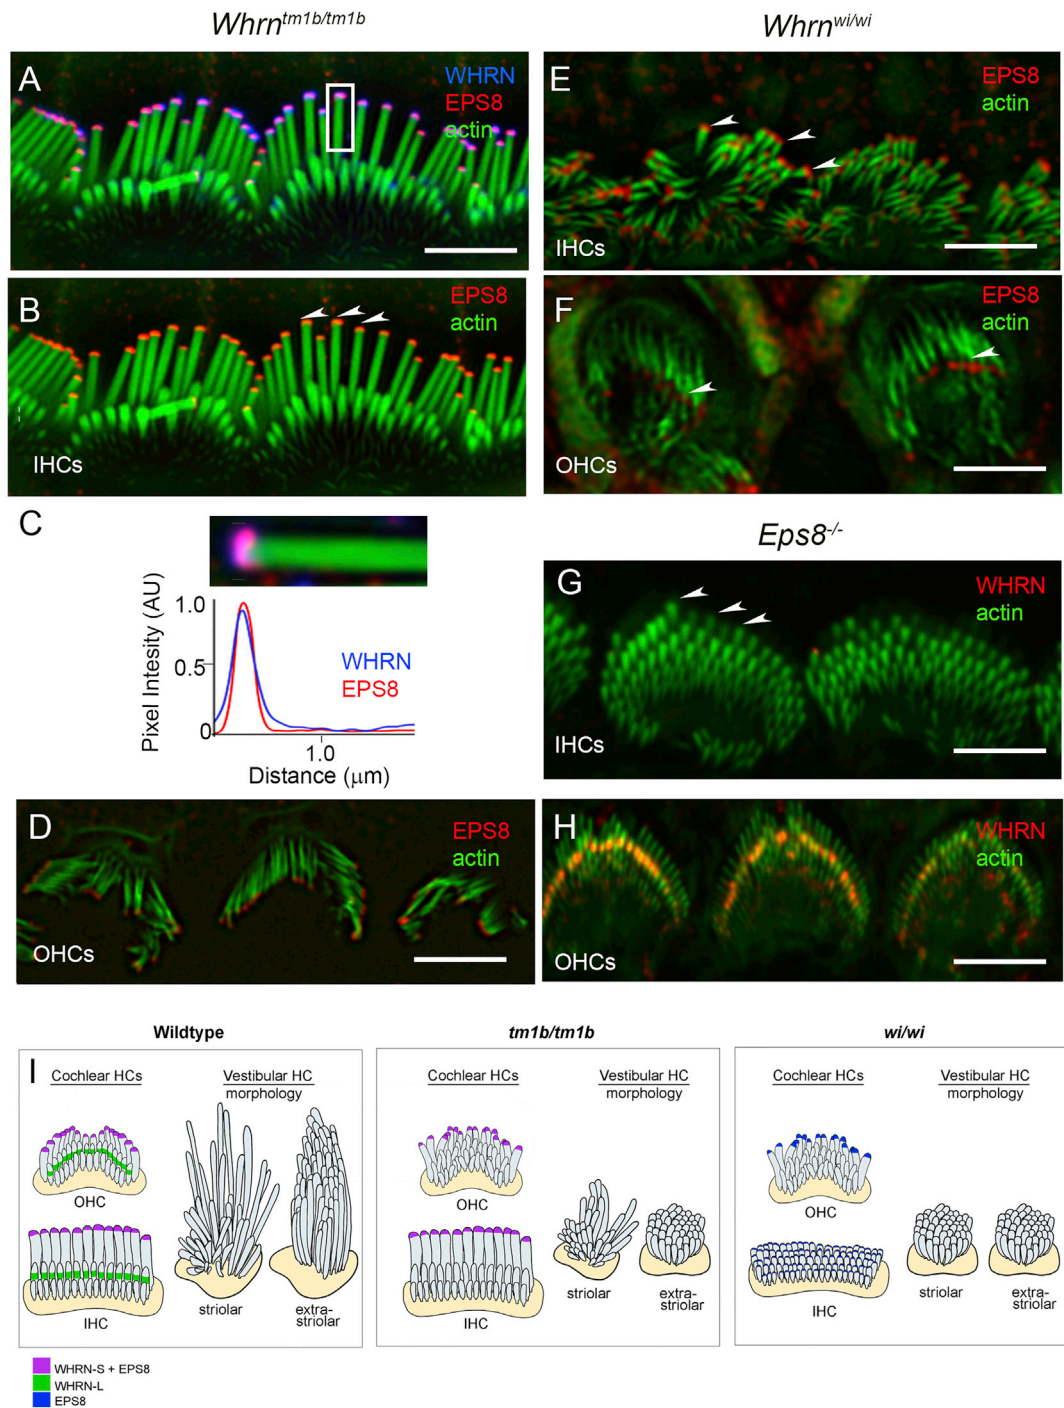 Whrn^tm1b/tm1b
Whrn^wi/wi
A
WHRN
EPS8
actin
B
EPS8
actin
IHCs
C
Pixel Intesity (AU)
1.0
0.5
0
WHRN
EPS8
1.0
Distance (μm)
D
EPS8
actin
OHCs
E
EPS8
actin
IHCs
F
EPS8
actin
OHCs
Eps8^-/-
G
WHRN
actin
IHCs
H
WHRN
actin
OHCs
I
Wildtype
Cochlear HCs
Vestibular HC
morphology
OHC
IHC
striolar
extra-
striolar
tm1b/tm1b
Cochlear HCs
Vestibular HC
morphology
OHC
IHC
striolar
extra-
striolar
wi/wi
Cochlear HCs
Vestibular HC
morphology
OHC
IHC
striolar
extra-
striolar
WHRN-S + EPS8
WHRN-L
EPS8